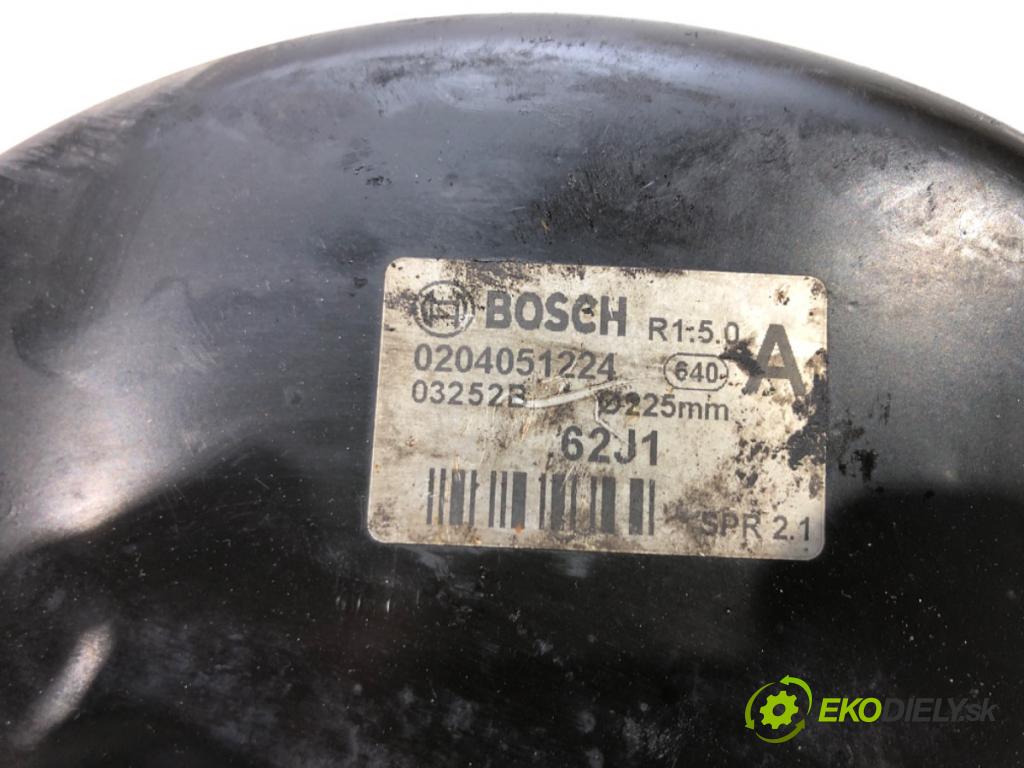 BOSCH R1:5.0 A
0204051224 640
03252B Ø225mm
62J1
SPR 2.1
EKODIELY.sk